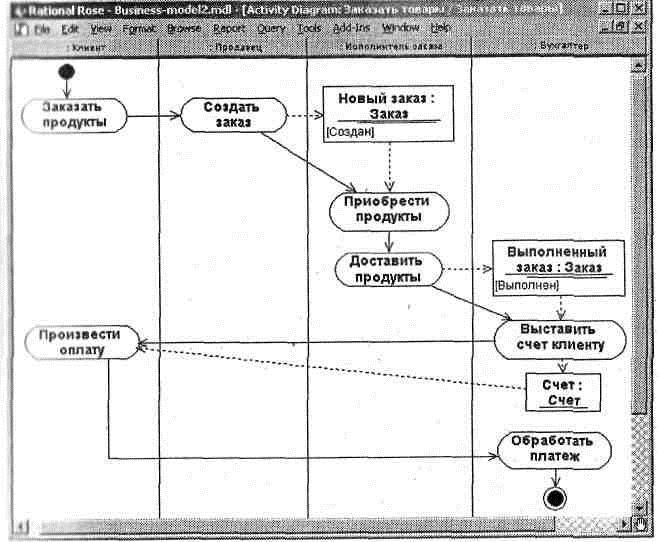 Rational Rose - Business-model2.mdl - [Activity Diagram: Заказать товары / Заказать товары]
File Edit View Format Browse Report Query Tools Add-Ins Window Help
: Клиент : Продавец : Исполнитель заказа : Бухгалтер
Заказать
продукты
Создать
заказ
Новый заказ :
Заказ
[Создан]
Приобрести
продукты
Доставить
продукты
Выполненный
заказ : Заказ
[Выполнен]
Произвести
оплату
Выставить
счет клиенту
Счет :
Счет
Обработать
платеж